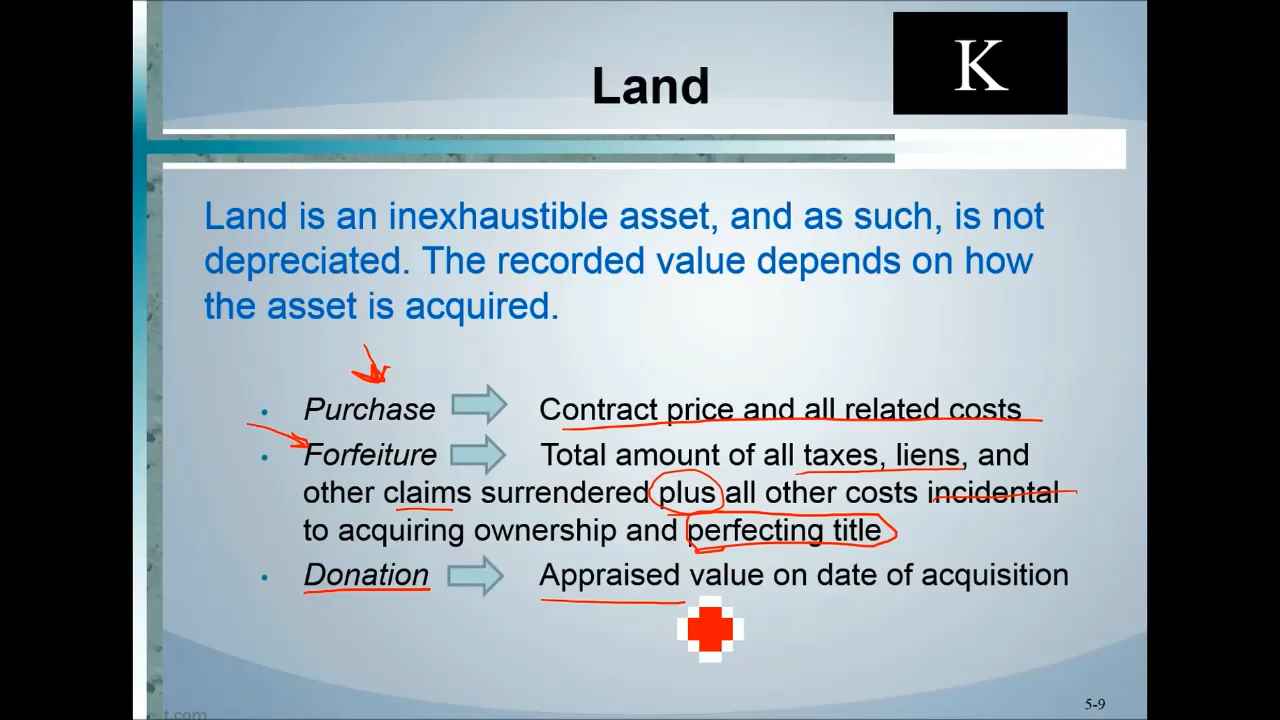 K
Land
Land is an inexhaustible asset, and as such, is not
depreciated. The recorded value depends on how
the asset is acquired.
• Purchase Contract price and all related costs
• Forfeiture Total amount of all taxes, liens, and
other claims surrendered plus all other costs incidental
to acquiring ownership and perfecting title
• Donation Appraised value on date of acquisition
5-9
t.com